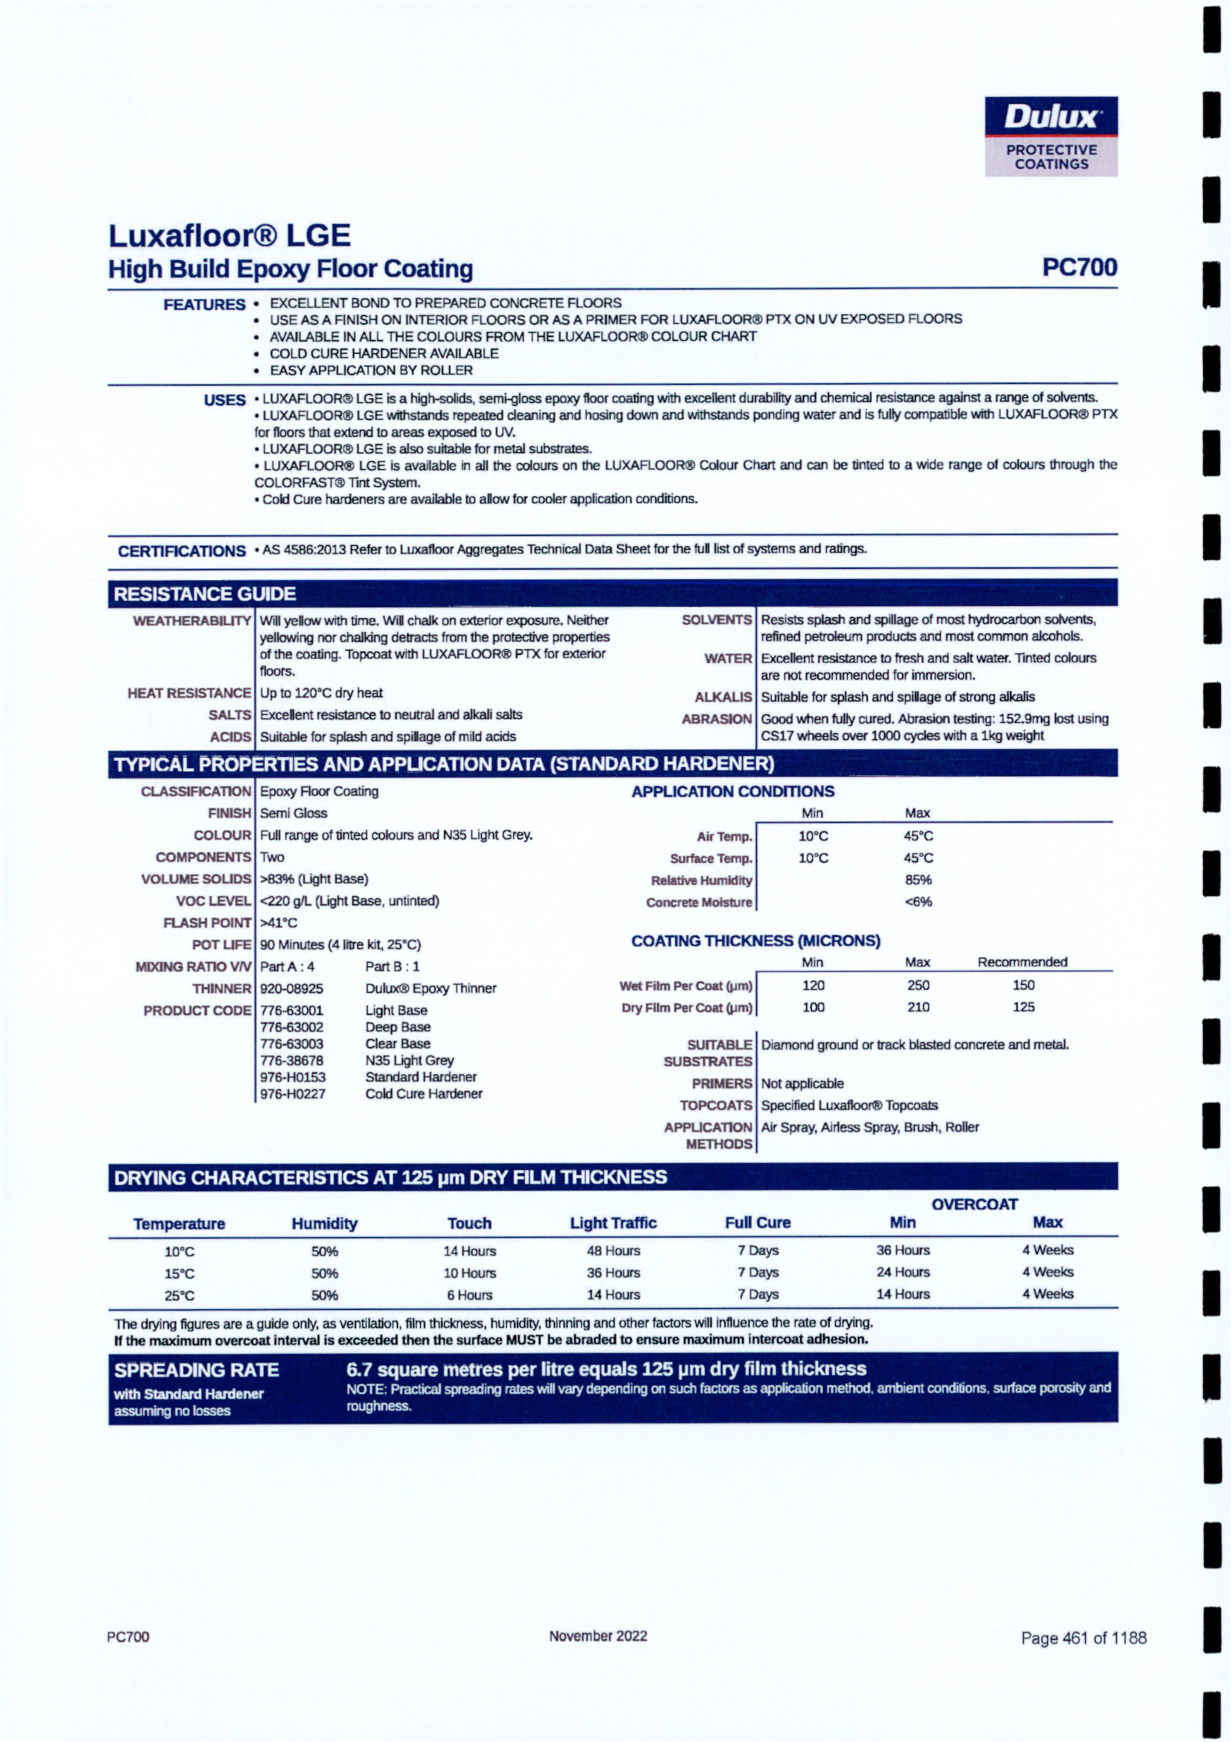 Dulux
PROTECTIVE
COATINGS
Luxafloor® LGE
High Build Epoxy Floor Coating PC700
FEATURES • EXCELLENT BOND TO PREPARED CONCRETE FLOORS
• USE AS A FINISH ON INTERIOR FLOORS OR AS A PRIMER FOR LUXAFLOOR® PTX ON UV EXPOSED FLOORS
• AVAILABLE IN ALL THE COLOURS FROM THE LUXAFLOOR® COLOUR CHART
• COLD CURE HARDENER AVAILABLE
• EASY APPLICATION BY ROLLER
USES • LUXAFLOOR® LGE is a high-solids, semi-gloss epoxy floor coating with excellent durability and chemical resistance against a range of solvents.
• LUXAFLOOR® LGE withstands repeated cleaning and hosing down and withstands ponding water and is fully compatible with LUXAFLOOR® PTX
for floors that extend to areas exposed to UV.
• LUXAFLOOR® LGE is also suitable for metal substrates.
• LUXAFLOOR® LGE is available in all the colours on the LUXAFLOOR® Colour Chart and can be tinted to a wide range of colours through the
COLORFAST® Tint System.
• Cold Cure hardeners are available to allow for cooler application conditions.
CERTIFICATIONS • AS 4586:2013 Refer to Luxafloor Aggregates Technical Data Sheet for the full list of systems and ratings.
RESISTANCE GUIDE
WEATHERABILITY Will yellow with time. Will chalk on exterior exposure. Neither
yellowing nor chalking detracts from the protective properties
of the coating. Topcoat with LUXAFLOOR® PTX for exterior
floors.
HEAT RESISTANCE Up to 120°C dry heat
SALTS Excellent resistance to neutral and alkali salts
ACIDS Suitable for splash and spillage of mild acids
SOLVENTS Resists splash and spillage of most hydrocarbon solvents,
refined petroleum products and most common alcohols.
WATER Excellent resistance to fresh and salt water. Tinted colours
are not recommended for immersion.
ALKALIS Suitable for splash and spillage of strong alkalis
ABRASION Good when fully cured. Abrasion testing: 152.9mg lost using
CS17 wheels over 1000 cycles with a 1kg weight
TYPICAL PROPERTIES AND APPLICATION DATA (STANDARD HARDENER)
CLASSIFICATION Epoxy Floor Coating
FINISH Semi Gloss
COLOUR Full range of tinted colours and N35 Light Grey.
COMPONENTS Two
VOLUME SOLIDS >83% (Light Base)
VOC LEVEL <220 g/L (Light Base, untinted)
FLASH POINT >41°C
POT LIFE 90 Minutes (4 litre kit, 25°C)
MIXING RATIO V/V Part A : 4 Part B : 1
THINNER 920-08925 Dulux® Epoxy Thinner
PRODUCT CODE 776-63001 Light Base
776-63002 Deep Base
776-63003 Clear Base
776-38678 N35 Light Grey
976-H0153 Standard Hardener
976-H0227 Cold Cure Hardener
APPLICATION CONDITIONS
Min Max
Air Temp. 10°C 45°C
Surface Temp. 10°C 45°C
Relative Humidity 85%
Concrete Moisture <6%
COATING THICKNESS (MICRONS)
Min Max Recommended
Wet Film Per Coat (µm) 120 250 150
Dry Film Per Coat (µm) 100 210 125
SUITABLE Diamond ground or track blasted concrete and metal.
SUBSTRATES
PRIMERS Not applicable
TOPCOATS Specified Luxafloor® Topcoats
APPLICATION Air Spray, Airless Spray, Brush, Roller
METHODS
DRYING CHARACTERISTICS AT 125 µm DRY FILM THICKNESS
OVERCOAT
Temperature Humidity Touch Light Traffic Full Cure Min Max
10°C 50% 14 Hours 48 Hours 7 Days 36 Hours 4 Weeks
15°C 50% 10 Hours 36 Hours 7 Days 24 Hours 4 Weeks
25°C 50% 6 Hours 14 Hours 7 Days 14 Hours 4 Weeks
The drying figures are a guide only, as ventilation, film thickness, humidity, thinning and other factors will influence the rate of drying.
If the maximum overcoat interval is exceeded then the surface MUST be abraded to ensure maximum intercoat adhesion.
SPREADING RATE 6.7 square metres per litre equals 125 µm dry film thickness
with Standard Hardener NOTE: Practical spreading rates will vary depending on such factors as application method, ambient conditions, surface porosity and
assuming no losses roughness.
PC700 November 2022 Page 461 of 1188